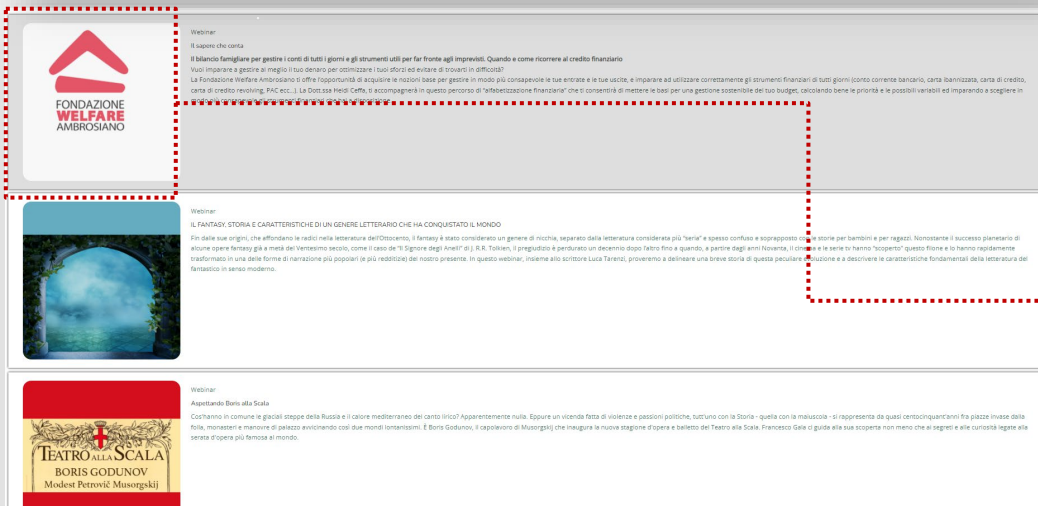 FONDAZIONE
WELFARE
AMBROSIANO
Webinar
Il sapere che conta
Il bilancio famigliare per gestire i conti di tutti i giorni e gli strumenti utili per far fronte agli imprevisti. Quando e come ricorrere al credito finanziario
Vuoi imparare a gestire al meglio il tuo denaro per ottimizzare i tuoi sforzi ed evitare di trovarti in difficoltà?
La Fondazione Welfare Ambrosiano ti offre l'opportunità di acquisire le nozioni base per gestire in modo più consapevole le tue entrate e le tue uscite, e imparare ad utilizzare correttamente gli strumenti finanziari di tutti giorni (conto corrente bancario, carta ibannizzata, carta di credito,
carta di credito revolving, PAC ecc...). La Dott.ssa Heidi Ceffa, ti accompagnerà in questo percorso di "alfabetizzazione finanziaria" che ti consentirà di mettere le basi per una gestione sostenibile del tuo budget, calcolando bene le priorità e le possibili variabili ed imparando a scegliere in
modo più consapevole gli strumenti finanziari che hai a disposizione.
Webinar
IL FANTASY, STORIA E CARATTERISTICHE DI UN GENERE LETTERARIO CHE HA CONQUISTATO IL MONDO
Fin dalle sue origini, che affondano le radici nella letteratura dell'Ottocento, il fantasy è stato considerato un genere di nicchia, separato dalla letteratura considerata più "seria" e spesso confuso e soprapposto con le storie per bambini e per ragazzi. Nonostante il successo planetario di
alcune opere fantasy già a metà del Ventesimo secolo, come il caso de "Il Signore degli Anelli" di J. R.R. Tolkien, il pregiudizio è perdurato un decennio dopo l'altro fino a quando, a partire dagli anni Novanta, il cinema e le serie tv hanno "scoperto" questo filone e lo hanno rapidamente
trasformato in una delle forme di narrazione più popolari (e più redditizie) del nostro presente. In questo webinar, insieme allo scrittore Luca Tarenzi, proveremo a delineare una breve storia di questa peculiare evoluzione e a descrivere le caratteristiche fondamentali della letteratura del
fantastico in senso moderno.
TEATRO ALLA SCALA
BORIS GODUNOV
Modest Petrovič Musorgskij
Webinar
Aspettando Boris alla Scala
Cos'hanno in comune le glaciali steppe della Russia e il calore mediterraneo del canto lirico? Apparentemente nulla. Eppure un vicenda fatta di violenze e passioni politiche, tutt'uno con la Storia - quella con la maiuscola - si rappresenta da quasi centocinquant'anni fra piazze invase dalla
folla, monasteri e manovre di palazzo avvicinando così due mondi lontanissimi. È Boris Godunov, il capolavoro di Musorgskij che inaugura la nuova stagione d'opera e balletto del Teatro alla Scala. Francesco Gala ci guida alla sua scoperta non meno che ai segreti e alle curiosità legate alla
serata d'opera più famosa al mondo.